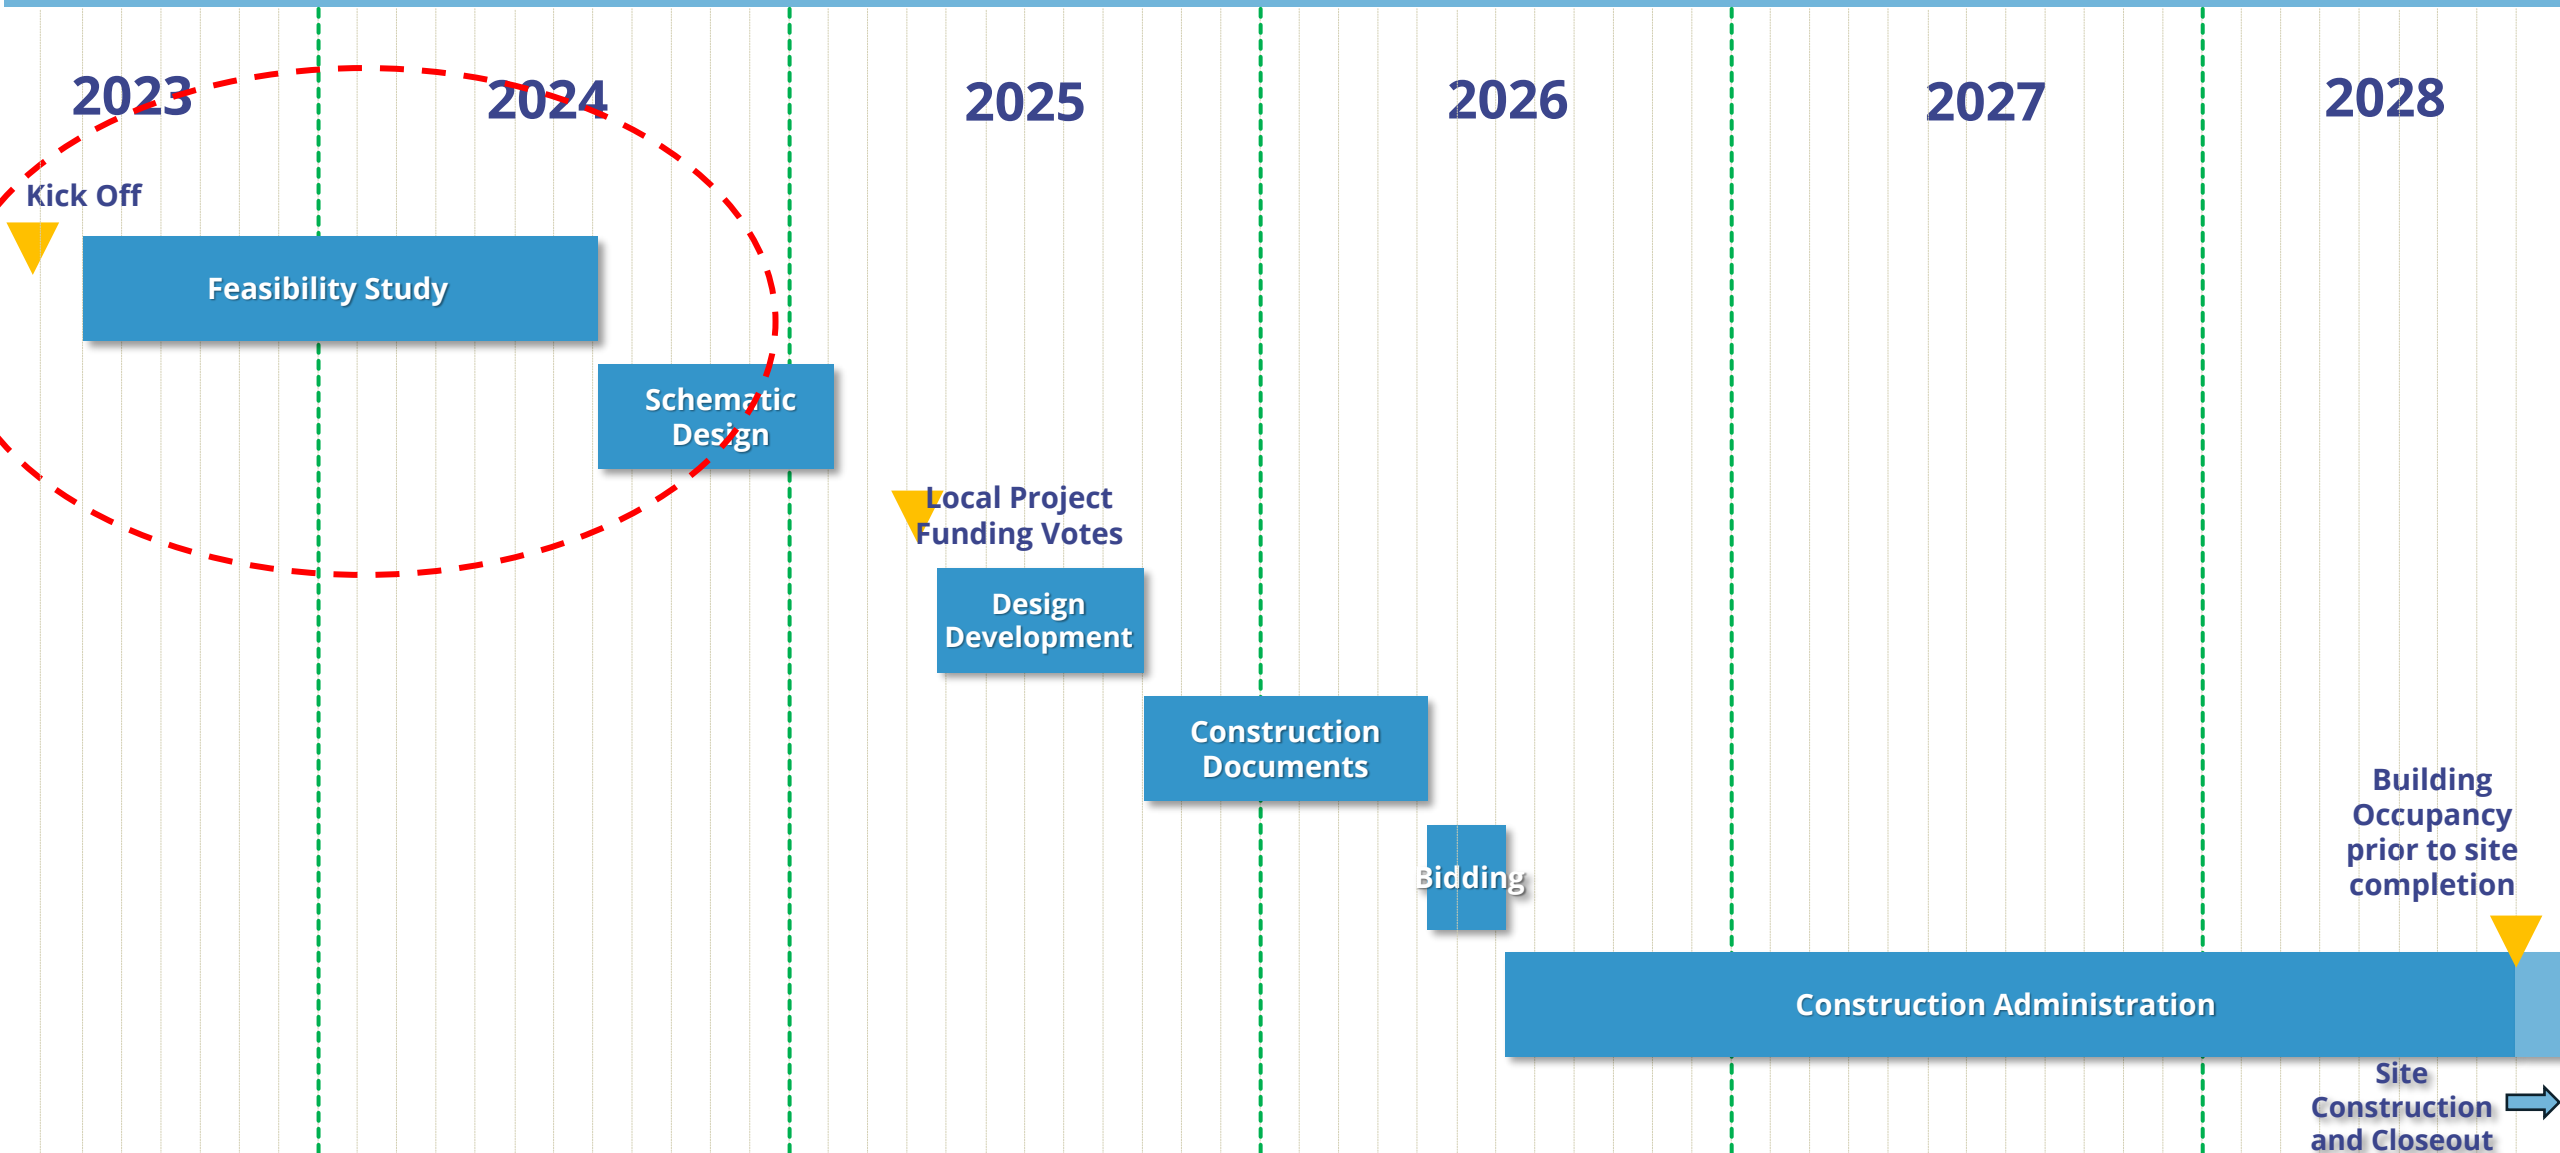 2023
2024
2025
2026
2027
2028
Kick Off
Feasibility Study
Schematic
Design
Local Project
Funding Votes
Design
Development
Construction
Documents
Bidding
Building
Occupancy
prior to site
completion
Construction Administration
Site
Construction
and Closeout